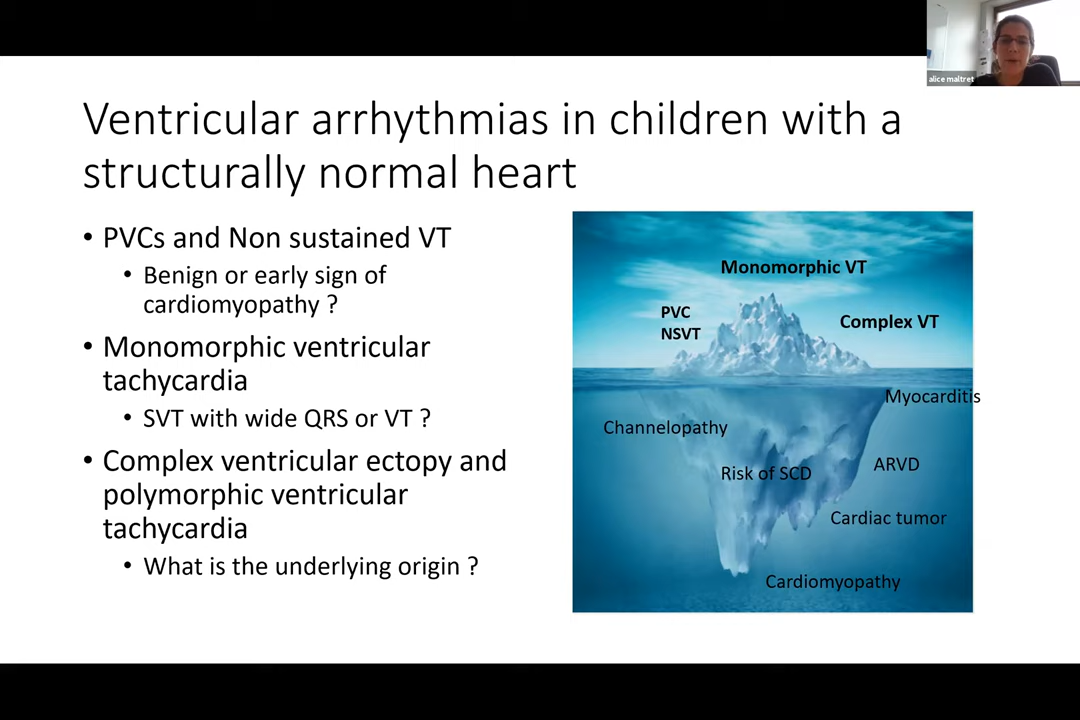 alice maltret
Ventricular arrhythmias in children with a
structurally normal heart
• PVCs and Non sustained VT
• Benign or early sign of
cardiomyopathy ?
• Monomorphic ventricular
tachycardia
• SVT with wide QRS or VT ?
• Complex ventricular ectopy and
polymorphic ventricular
tachycardia
• What is the underlying origin ?
Monomorphic VT
PVC
NSVT
Complex VT
Myocarditis
Channelopathy
Risk of SCD
ARVD
Cardiac tumor
Cardiomyopathy